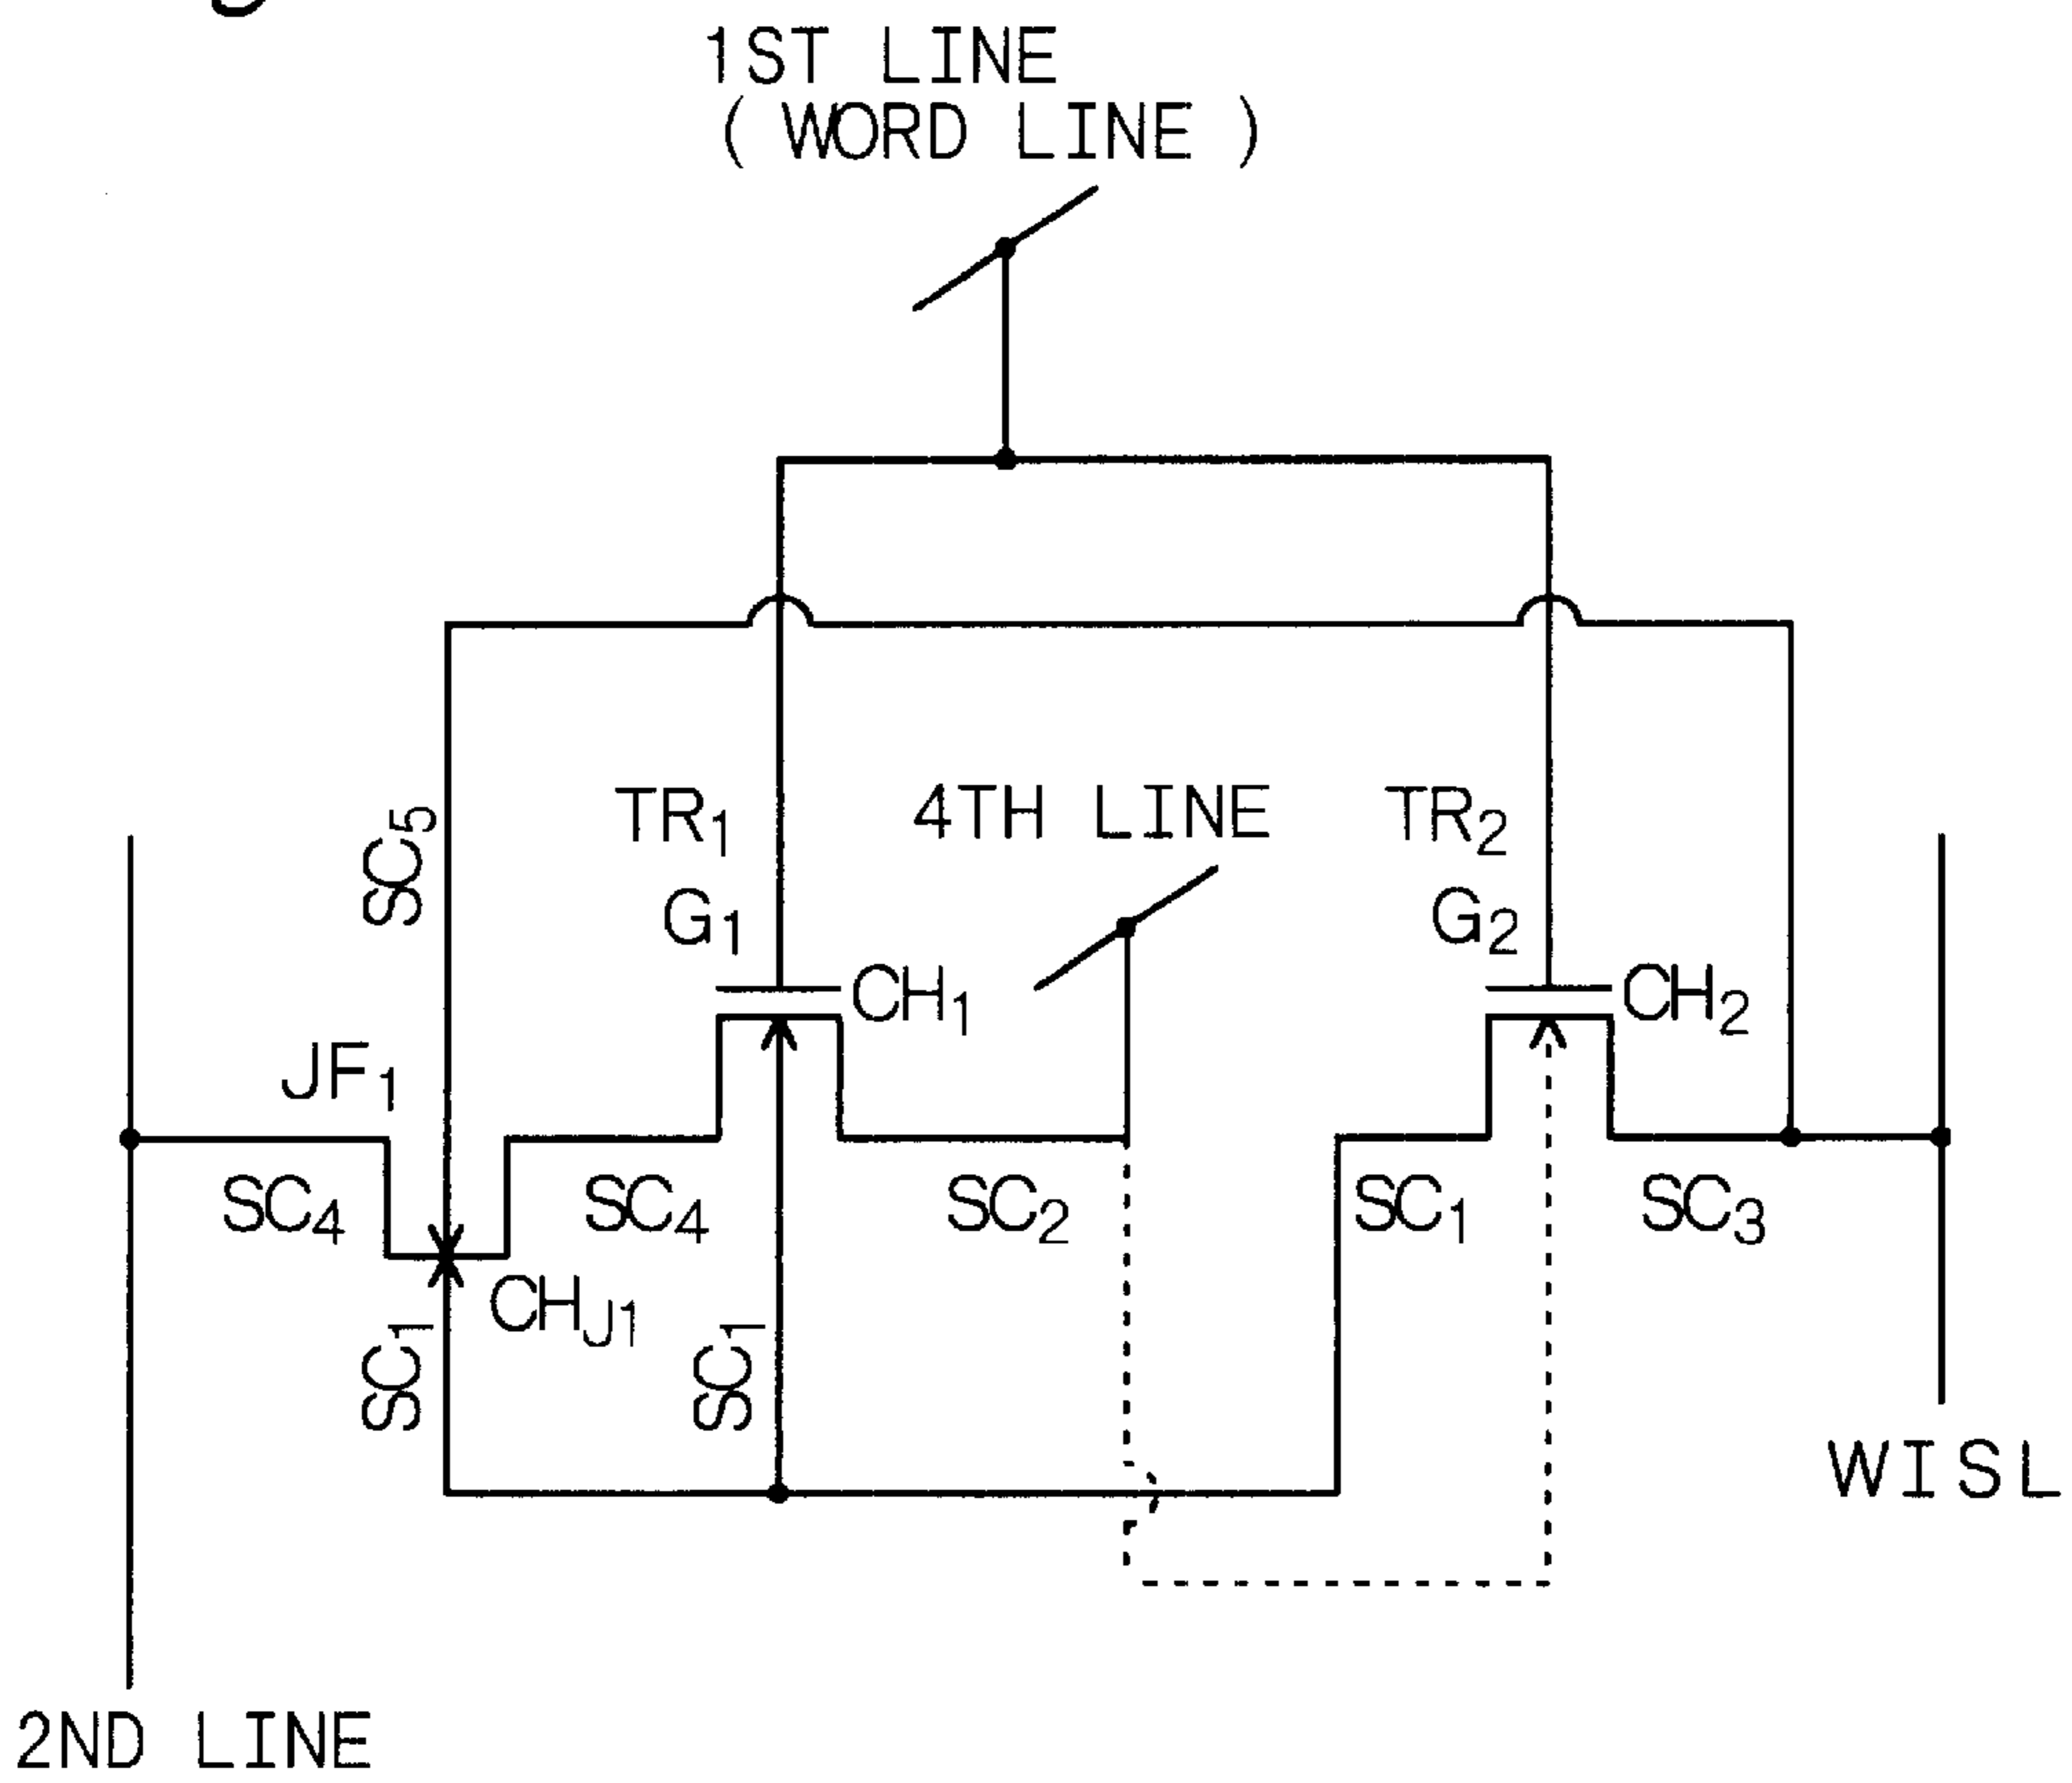 1ST LINE
( WORD LINE )
TR1
4TH LINE
TR2
SC5
G1
G2
CH1
CH2
JF1
SC4
SC4
SC2
SC1
SC3
CHJ1
SC1
SC1
WISL
2ND LINE